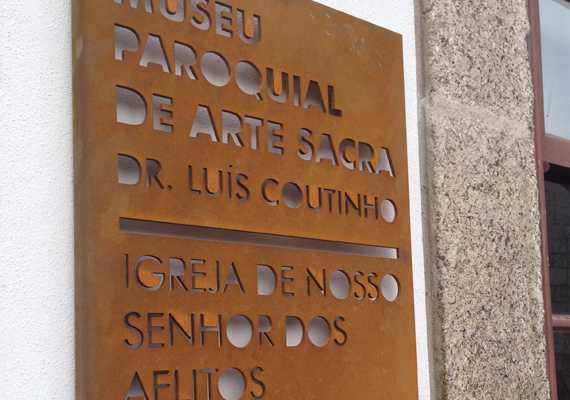 MUSEU
PAROQUIAL
DE ARTE SACRA
DR. LUÍS COUTINHO
IGREJA DE NOSSO
SENHOR DOS
AFLITOS